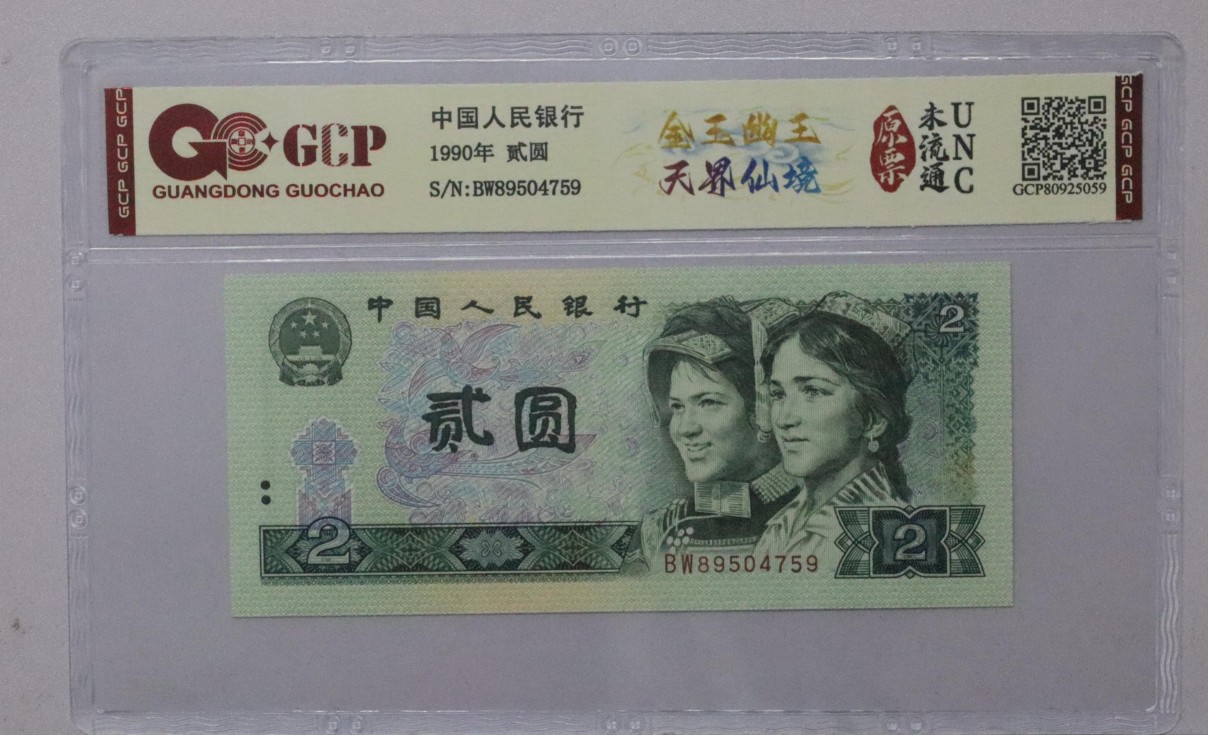 GCP GCP GCP
GCP
GUANGDONG GUOCHAO
中国人民银行
1990年 贰圆
S/N:BW89504759
金玉幽王
天界仙境
原票
未流通
UNC
GCP80925059
GCP GCP GCP
中国人民银行
2
贰圆
2
BW89504759
2